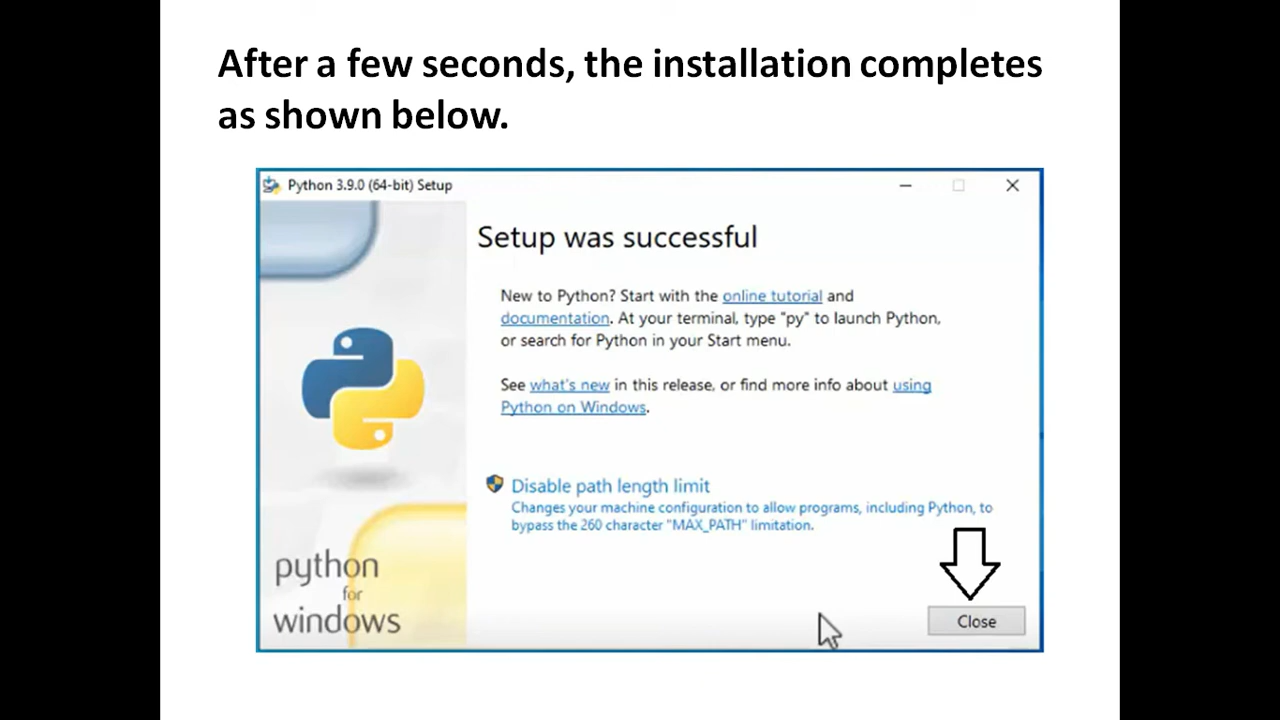 After a few seconds, the installation completes
as shown below.
Python 3.9.0 (64-bit) Setup
Setup was successful
New to Python? Start with the online tutorial and
documentation. At your terminal, type "py" to launch Python,
or search for Python in your Start menu.
See what's new in this release, or find more info about using
Python on Windows.
Disable path length limit
Changes your machine configuration to allow programs, including Python, to
bypass the 260 character "MAX_PATH" limitation.
python
for
windows
Close